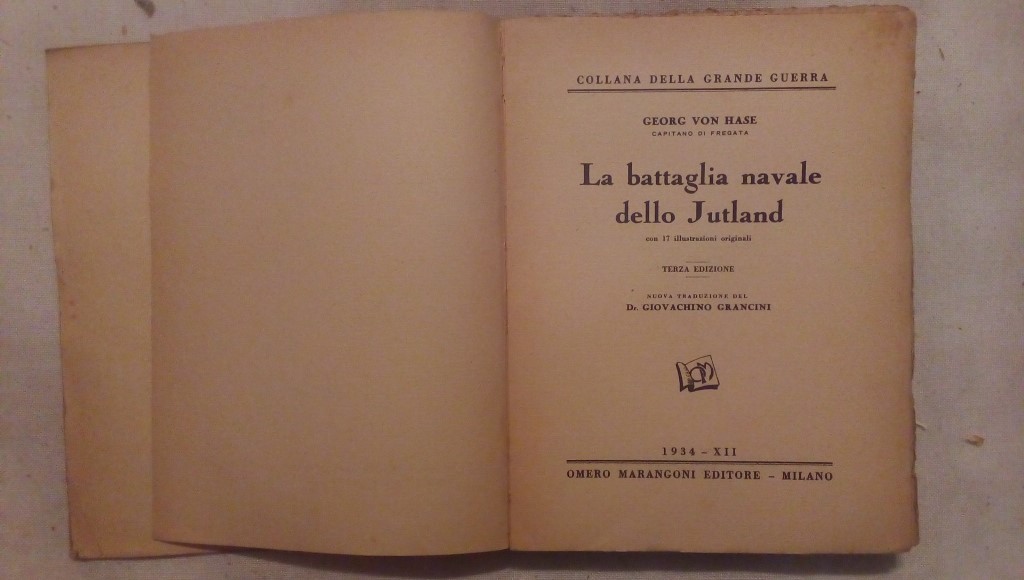 COLLANA DELLA GRANDE GUERRA
GEORG VON HASE
CAPITANO DI FREGATA
La battaglia navale
dello Jutland
con 17 illustrazioni originali
TERZA EDIZIONE
NUOVA TRADUZIONE DEL
Dr. GIOVACHINO GRANCINI
1934 – XII
OMERO MARANGONI EDITORE – MILANO